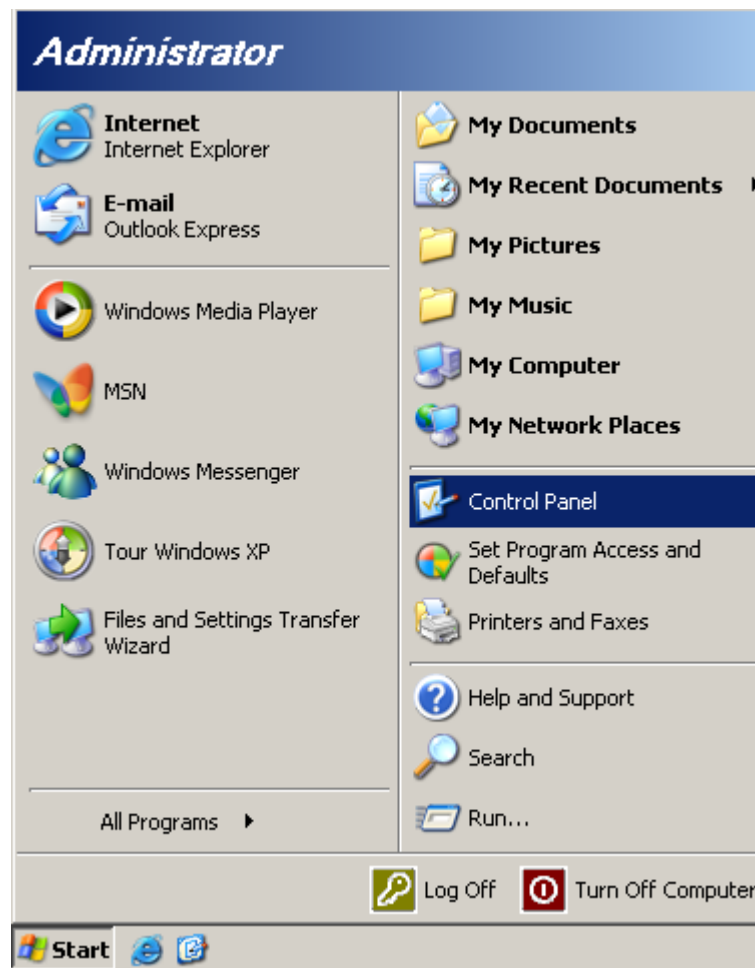 Administrator
Internet
Internet Explorer
E-mail
Outlook Express
Windows Media Player
MSN
Windows Messenger
Tour Windows XP
Files and Settings Transfer
Wizard
All Programs
My Documents
My Recent Documents
My Pictures
My Music
My Computer
My Network Places
Control Panel
Set Program Access and
Defaults
Printers and Faxes
Help and Support
Search
Run...
Log Off
Turn Off Computer
Start